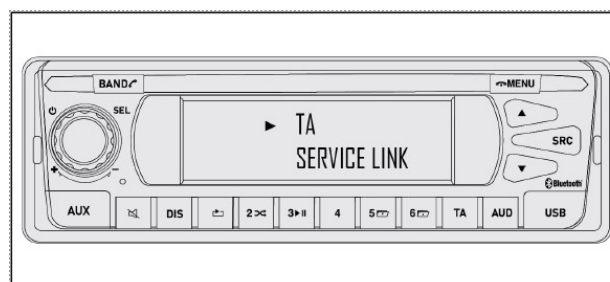 BAND MENU
SEL
TA
SERVICE LINK
SRC
+ -
Bluetooth
AUX DIS 2 3 4 5 6 TA AUD USB